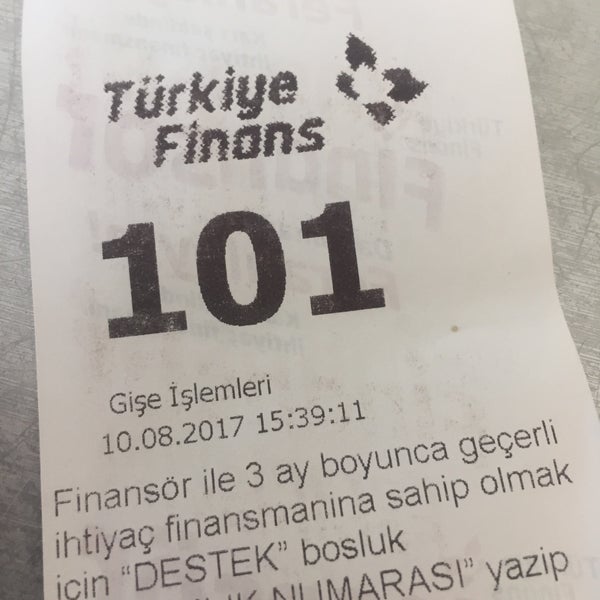 Türkiye
Finans
101
Gişe İşlemleri
10.08.2017 15:39:11
Finansör ile 3 ay boyunca geçerli
ihtiyaç finansmanina sahip olmak
için "DESTEK" bosluk
NUMARASI" yazip